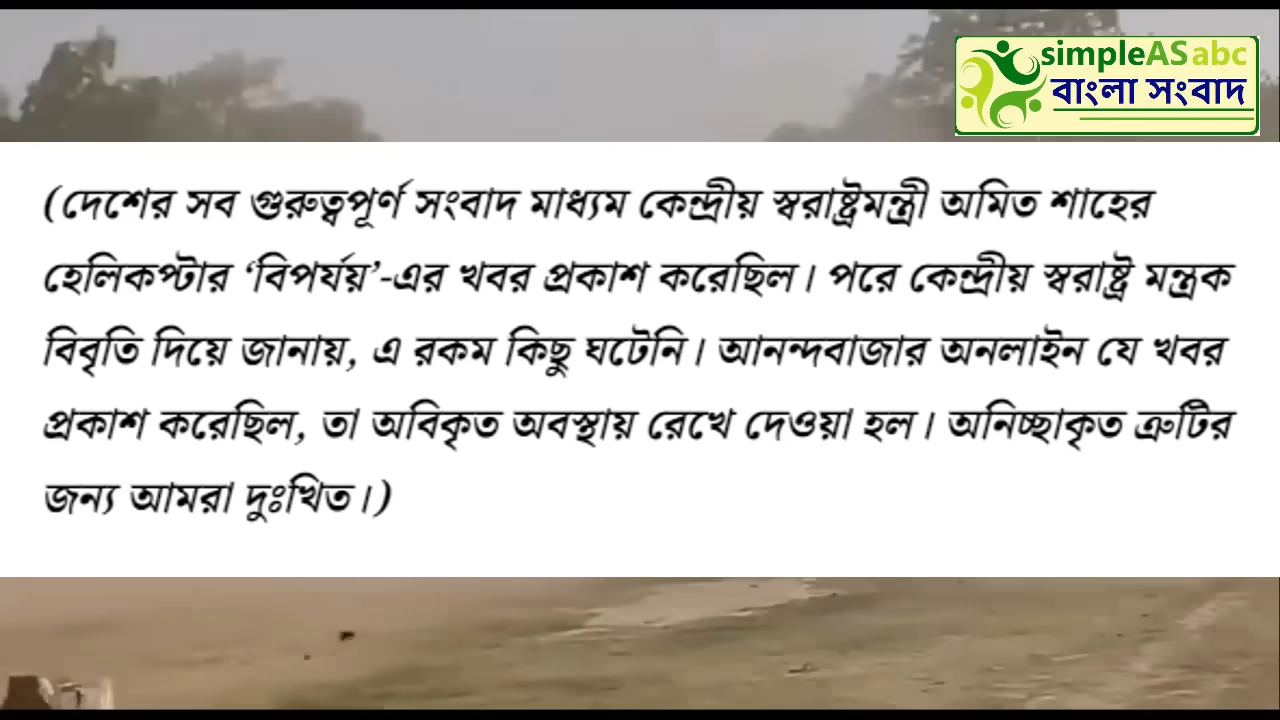 simpleASabc
বাংলা সংবাদ
(দেশের সব গুরুত্বপূর্ণ সংবাদ মাধ্যম কেন্দ্রীয় স্বরাষ্ট্রমন্ত্রী অমিত শাহের
হেলিকপ্টার ‘বিপর্যয়’-এর খবর প্রকাশ করেছিল। পরে কেন্দ্রীয় স্বরাষ্ট্র মন্ত্রক
বিবৃতি দিয়ে জানায়, এ রকম কিছু ঘটেনি। আনন্দবাজার অনলাইন যে খবর
প্রকাশ করেছিল, তা অবিকৃত অবস্থায় রেখে দেওয়া হল। অনিচ্ছাকৃত ত্রুটির
জন্য আমরা দুঃখিত।)